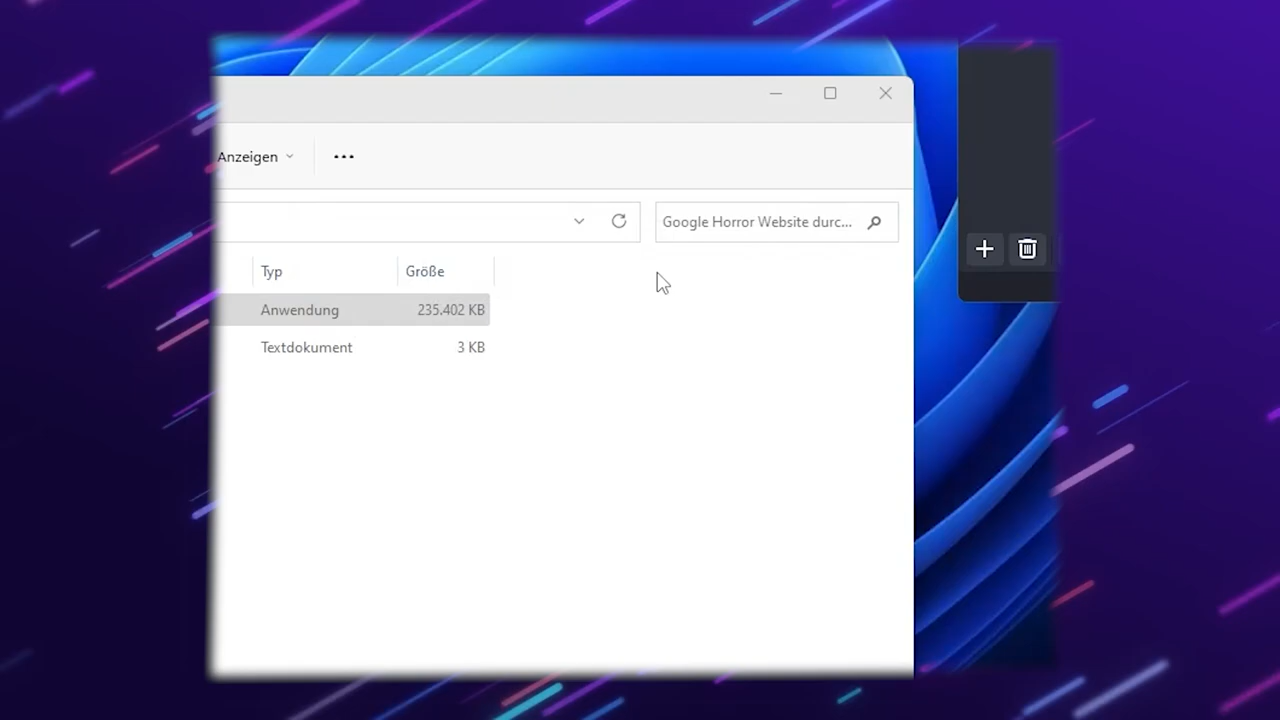 Anzeigen
Google Horror Website durc...
Typ Größe
Anwendung 235.402 KB
Textdokument 3 KB